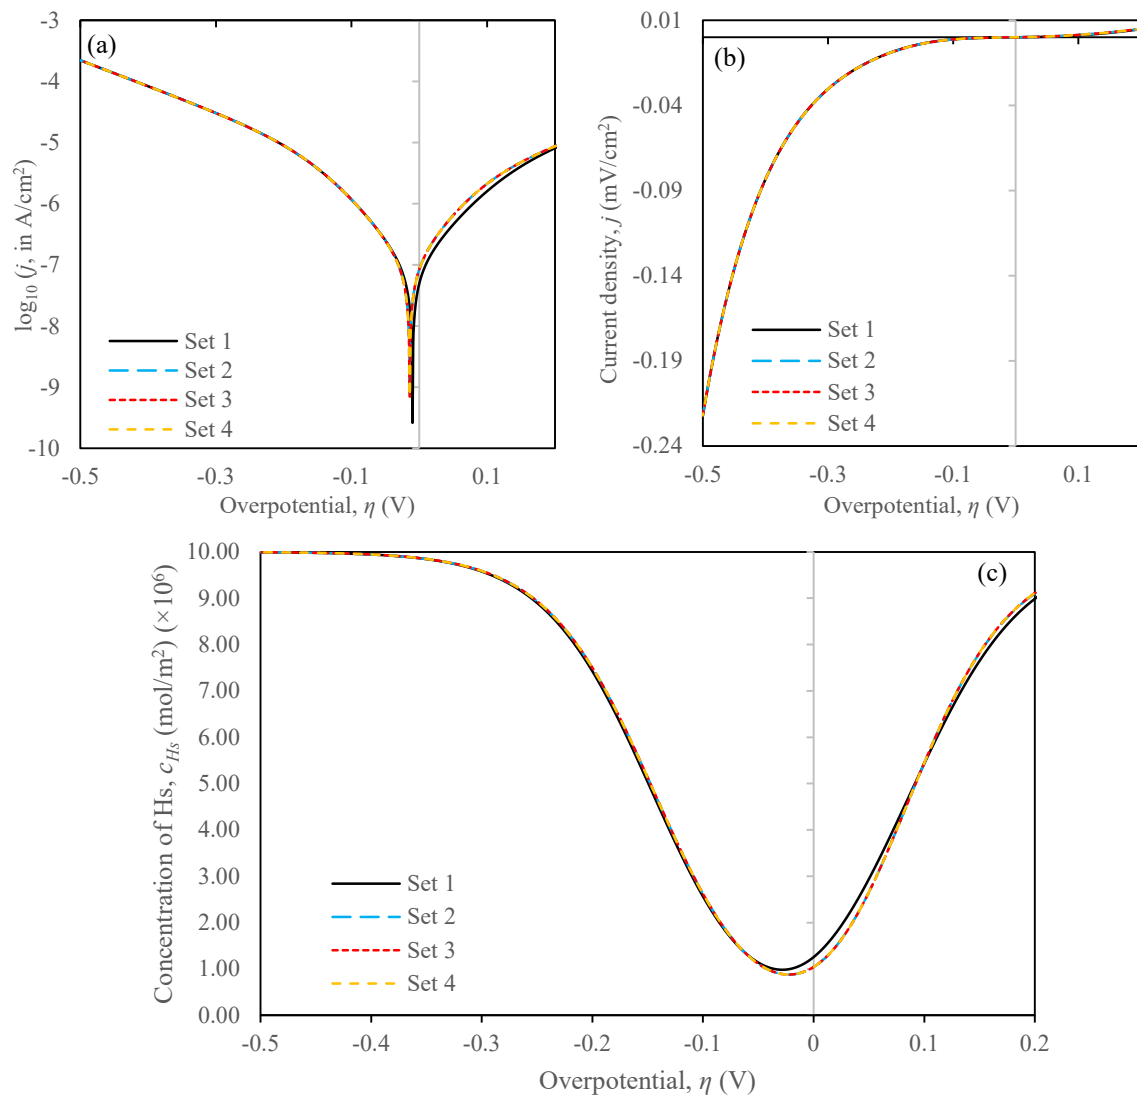 (a)
-3
-4
-5
-6
-7
-8
-9
-10
log₁₀ (j, in A/cm²)
Set 1
Set 2
Set 3
Set 4
-0.5
-0.3
-0.1
0.1
Overpotential, η (V)
(b)
0.01
-0.04
-0.09
-0.14
-0.19
-0.24
Current density, j (mV/cm²)
Set 1
Set 2
Set 3
Set 4
-0.5
-0.3
-0.1
0.1
Overpotential, η (V)
(c)
10.00
9.00
8.00
7.00
6.00
5.00
4.00
3.00
2.00
1.00
0.00
Concentration of Hs, c_Hs (mol/m²) (×10⁶)
Set 1
Set 2
Set 3
Set 4
-0.5
-0.4
-0.3
-0.2
-0.1
0
0.1
0.2
Overpotential, η (V)